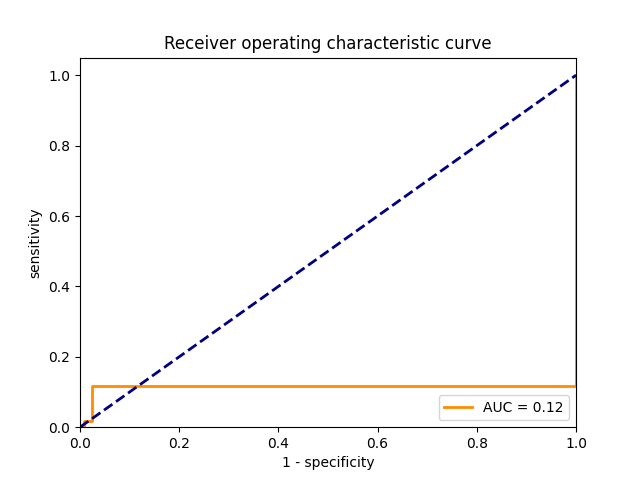 Receiver operating characteristic curve
1.0
0.8
0.6
0.4
0.2
0.0
sensitivity
AUC = 0.12
0.0 0.2 0.4 0.6 0.8 1.0
1 - specificity